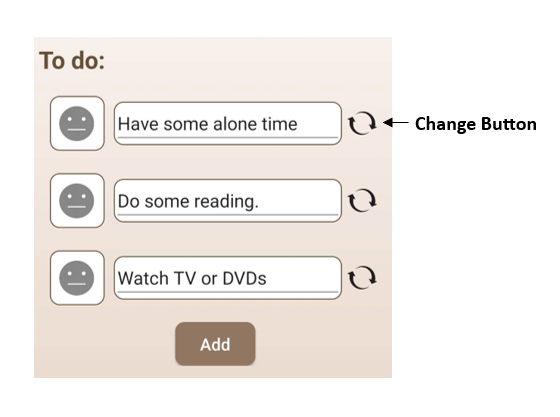 To do:
Have some alone time
Change Button
Do some reading.
Watch TV or DVDs
Add